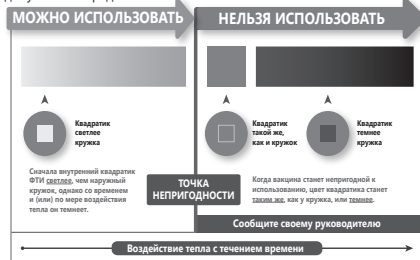 МОЖНО ИСПОЛЬЗОВАТЬ
НЕЛЬЗЯ ИСПОЛЬЗОВАТЬ
Квадратик
светлее
кружка
Квадратик
такой же,
как и кружок
Квадратик
темнее
кружка
Сначала внутренний квадратик
ФТИ светлее, чем наружный
кружок, однако со временем
и (или) по мере воздействия
тепла он темнеет.
ТОЧКА
НЕПРИГОДНОСТИ
Когда вакцина станет непригодной к
использованию, цвет квадратика станет
таким же, как у кружка, или темнее.
Сообщите своему руководителю
Воздействие тепла с течением времени